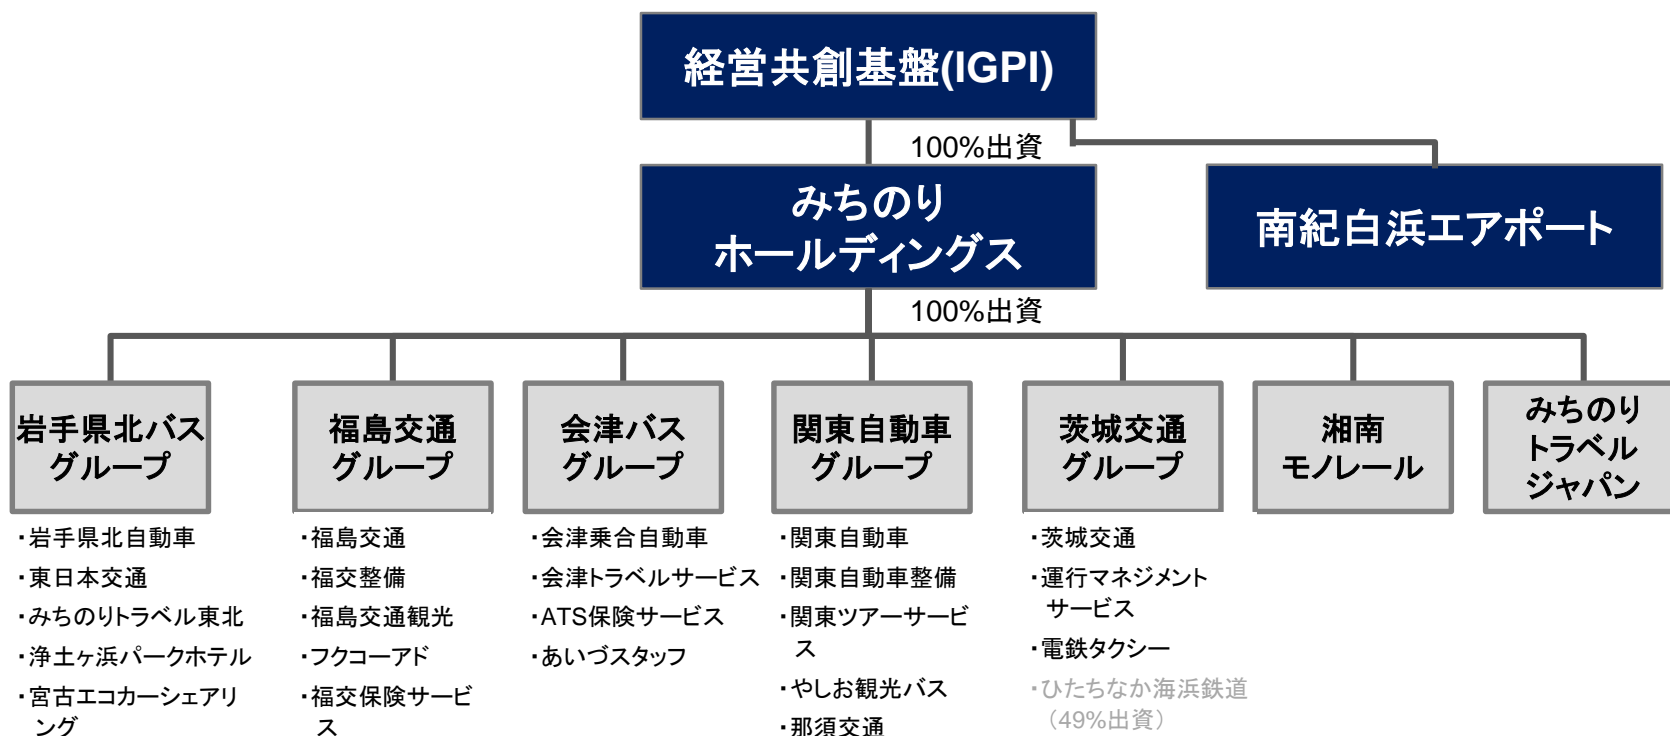 経営共創基盤(IGPI)
100%出資
みちのり
ホールディングス
南紀白浜エアポート
100%出資
岩手県北バス
グループ
福島交通
グループ
会津バス
グループ
関東自動車
グループ
茨城交通
グループ
湘南
モノレール
みちのり
トラベル
ジャパン
・岩手県北自動車
・東日本交通
・みちのりトラベル東北
・浄土ヶ浜パークホテル
・宮古エコカーシェアリ
ング
・福島交通
・福交整備
・福島交通観光
・フクコーアド
・福交保険サービ
ス
・会津乗合自動車
・会津トラベルサービス
・ATS保険サービス
・あいづスタッフ
・関東自動車
・関東自動車整備
・関東ツアーサービ
ス
・やしお観光バス
・那須交通
・茨城交通
・運行マネジメント
サービス
・電鉄タクシー
・ひたちなか海浜鉄道
（49%出資）